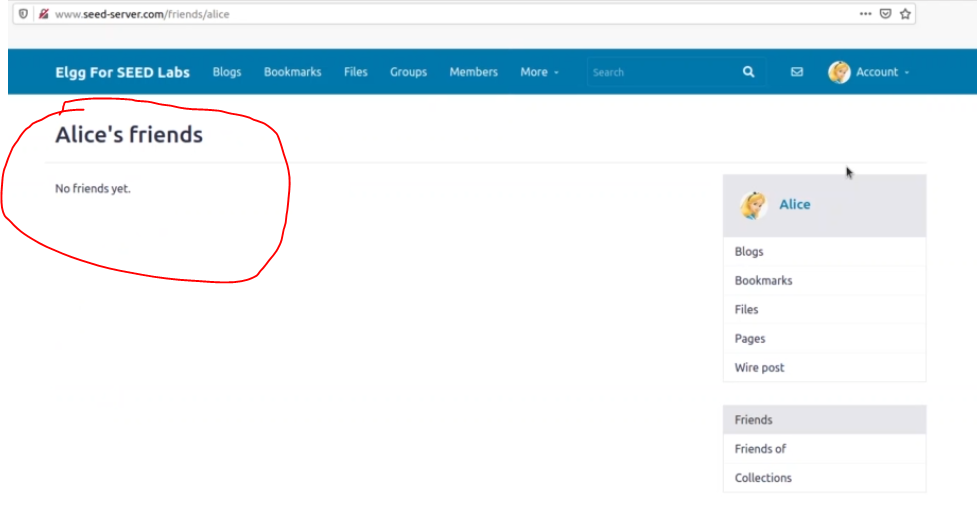 www.seed-server.com/friends/alice
Elgg For SEED Labs Blogs Bookmarks Files Groups Members More Search Account
Alice's friends
No friends yet.
Alice
Blogs
Bookmarks
Files
Pages
Wire post
Friends
Friends of
Collections